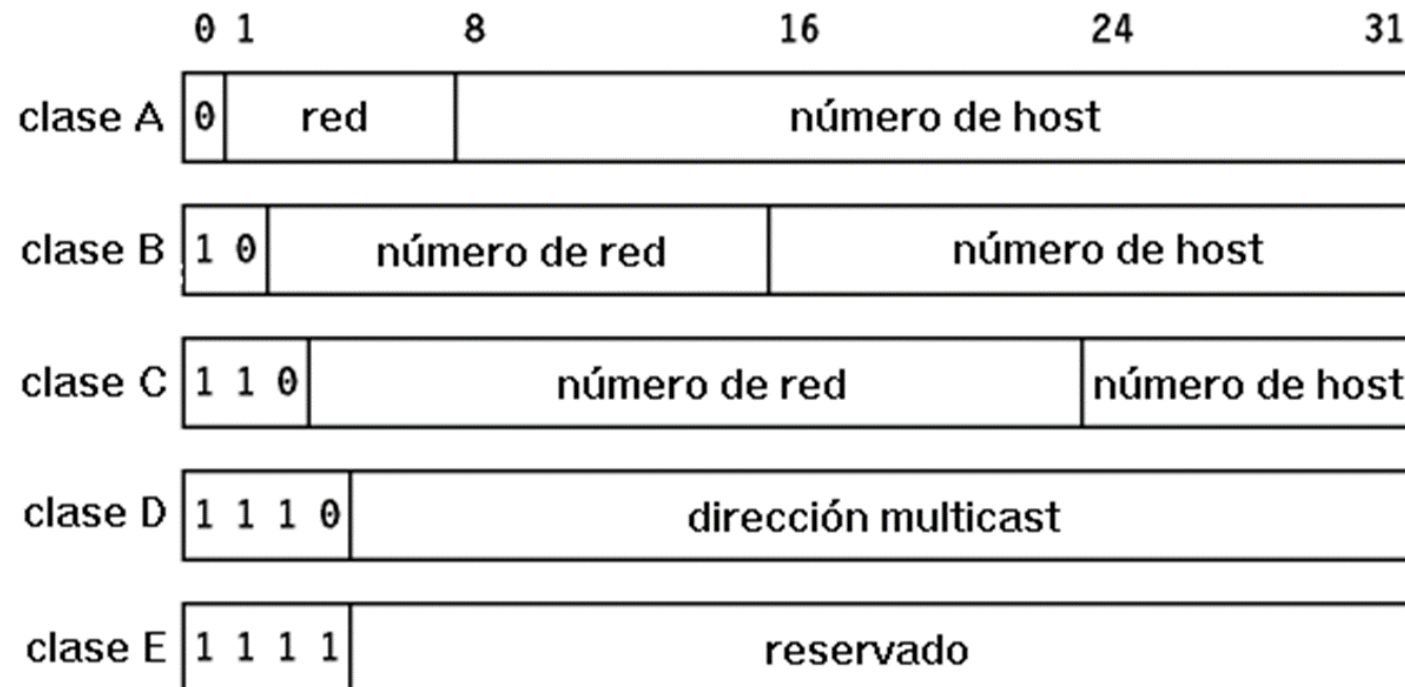 0 1 8 16 24 31
clase A 0 red número de host
clase B 1 0 número de red número de host
clase C 1 1 0 número de red número de host
clase D 1 1 1 0 dirección multicast
clase E 1 1 1 1 reservado